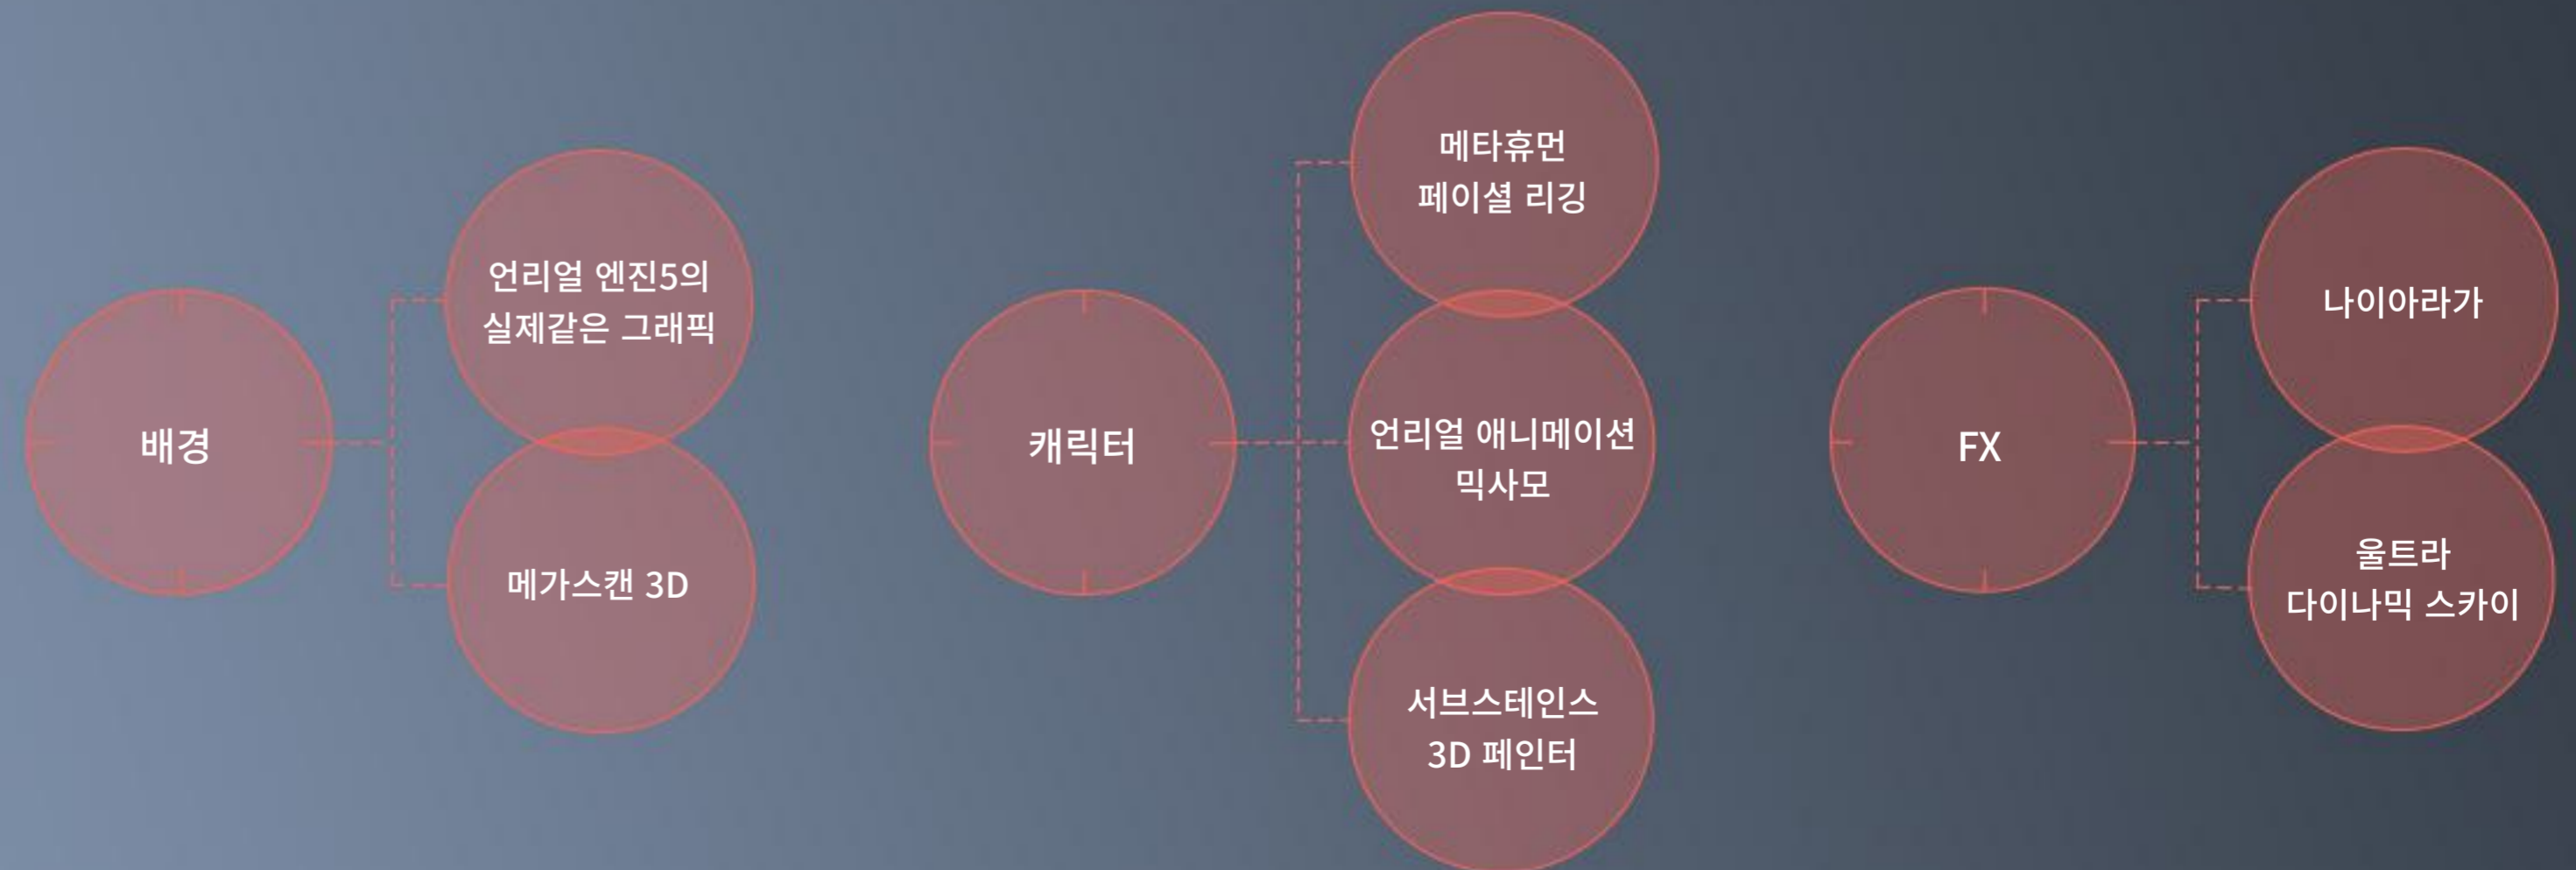 배경
언리얼 엔진5의
실제같은 그래픽
메가스캔 3D
캐릭터
메타휴먼
페이셜 리깅
언리얼 애니메이션
믹사모
서브스테인스
3D 페인터
FX
나이아라가
울트라
다이나믹 스카이